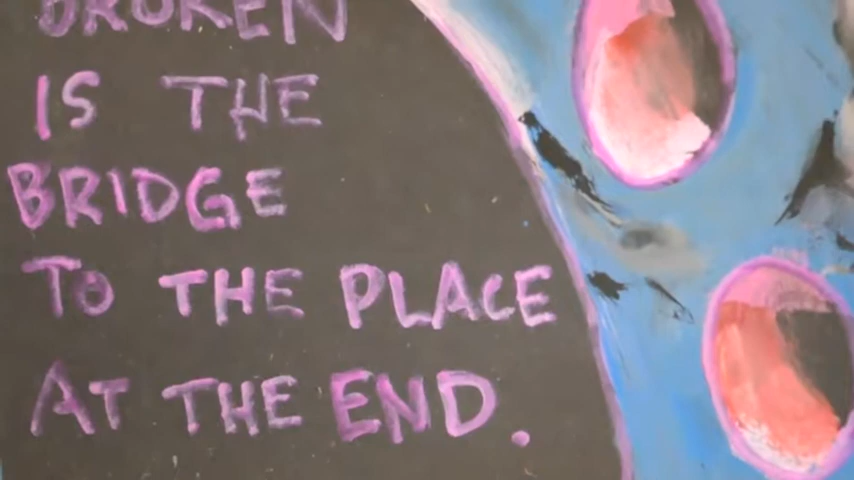 BROKEN
IS THE
BRIDGE
TO THE PLACE
AT THE END.